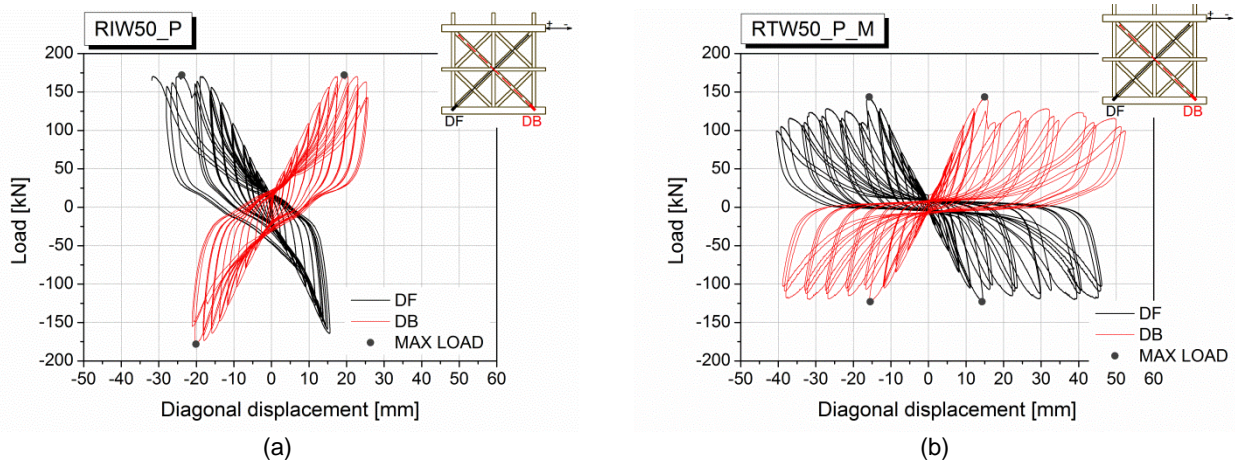 RIW50_P
+ -
DF DB
200
150
100
50
0
-50
-100
-150
-200
Load [kN]
DF
DB
MAX LOAD
-50 -40 -30 -20 -10 0 10 20 30 40 50 60
Diagonal displacement [mm]
(a)
RTW50_P_M
+ -
DF DB
200
150
100
50
0
-50
-100
-150
-200
Load [kN]
DF
DB
MAX LOAD
-50 -40 -30 -20 -10 0 10 20 30 40 50 60
Diagonal displacement [mm]
(b)